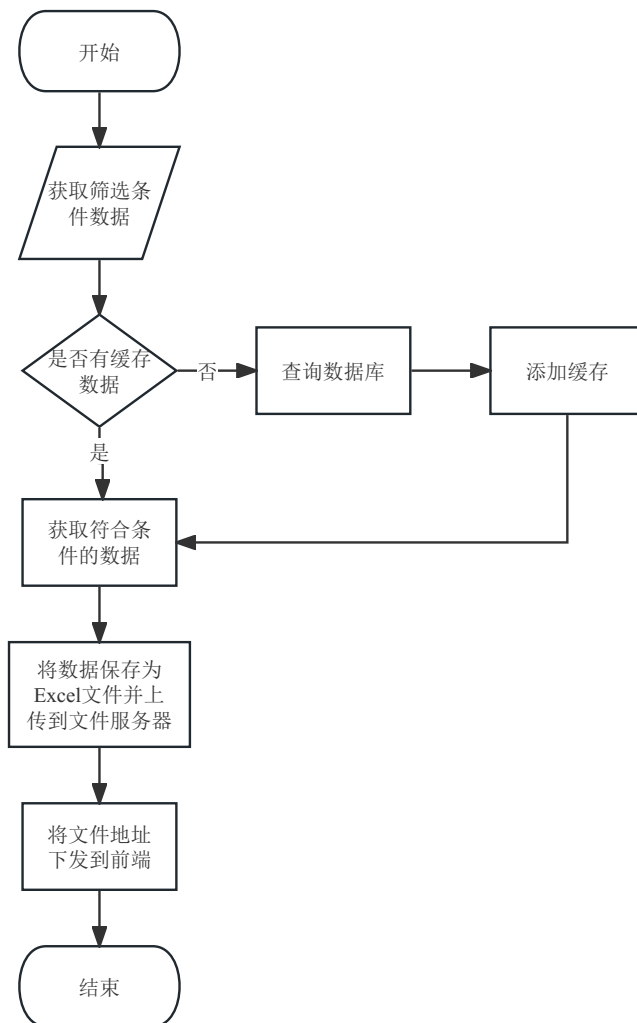 开始
获取筛选条
件数据
是否有缓存
数据
否
查询数据库
添加缓存
是
获取符合条
件的数据
将数据保存为
Excel文件并上
传到文件服务器
将文件地址
下发到前端
结束